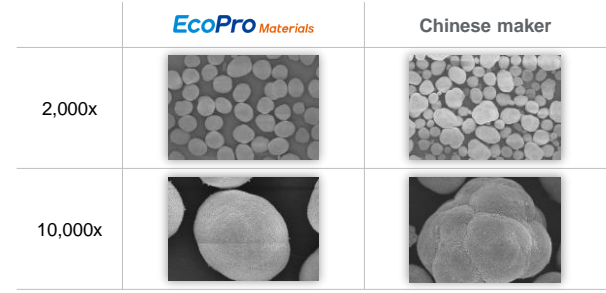 EcoPro Materials
Chinese maker
2,000x
10,000x